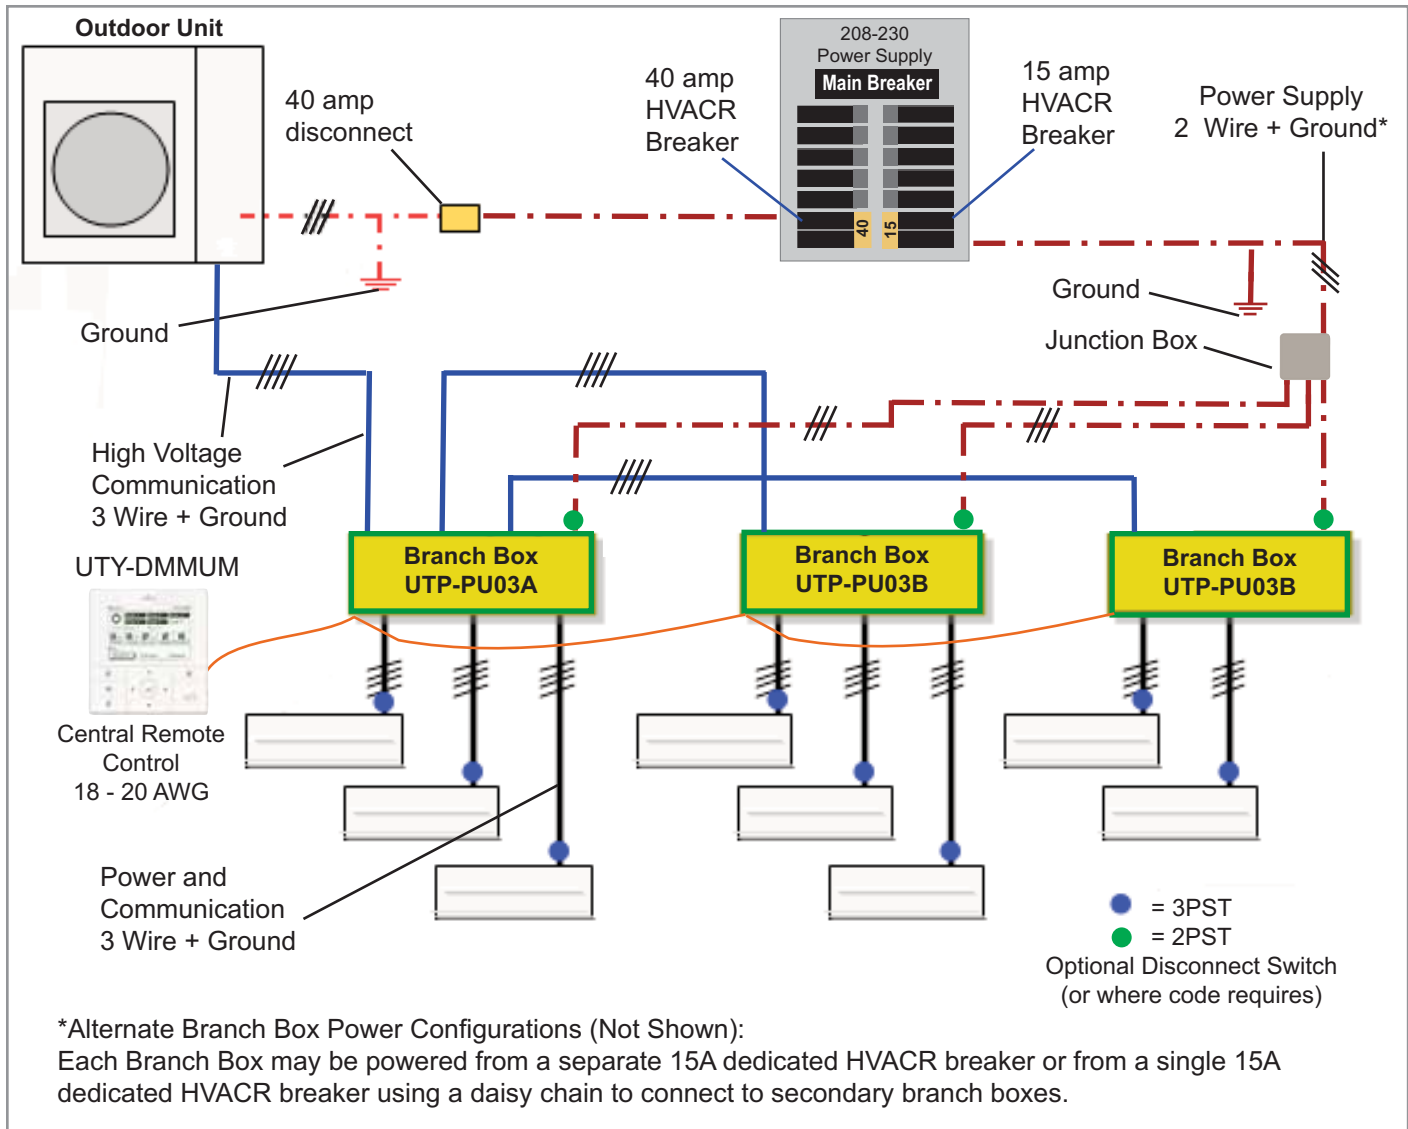 Outdoor Unit
40 amp
disconnect
40 amp
HVACR
Breaker
208-230
Power Supply
Main Breaker
40
15
15 amp
HVACR
Breaker
Power Supply
2 Wire + Ground*
Ground
Ground
Junction Box
High Voltage
Communication
3 Wire + Ground
UTY-DMMUM
Central Remote
Control
18 - 20 AWG
Branch Box
UTP-PU03A
Branch Box
UTP-PU03B
Branch Box
UTP-PU03B
Power and
Communication
3 Wire + Ground
= 3PST
= 2PST
Optional Disconnect Switch
(or where code requires)
*Alternate Branch Box Power Configurations (Not Shown):
Each Branch Box may be powered from a separate 15A dedicated HVACR breaker or from a single 15A
dedicated HVACR breaker using a daisy chain to connect to secondary branch boxes.